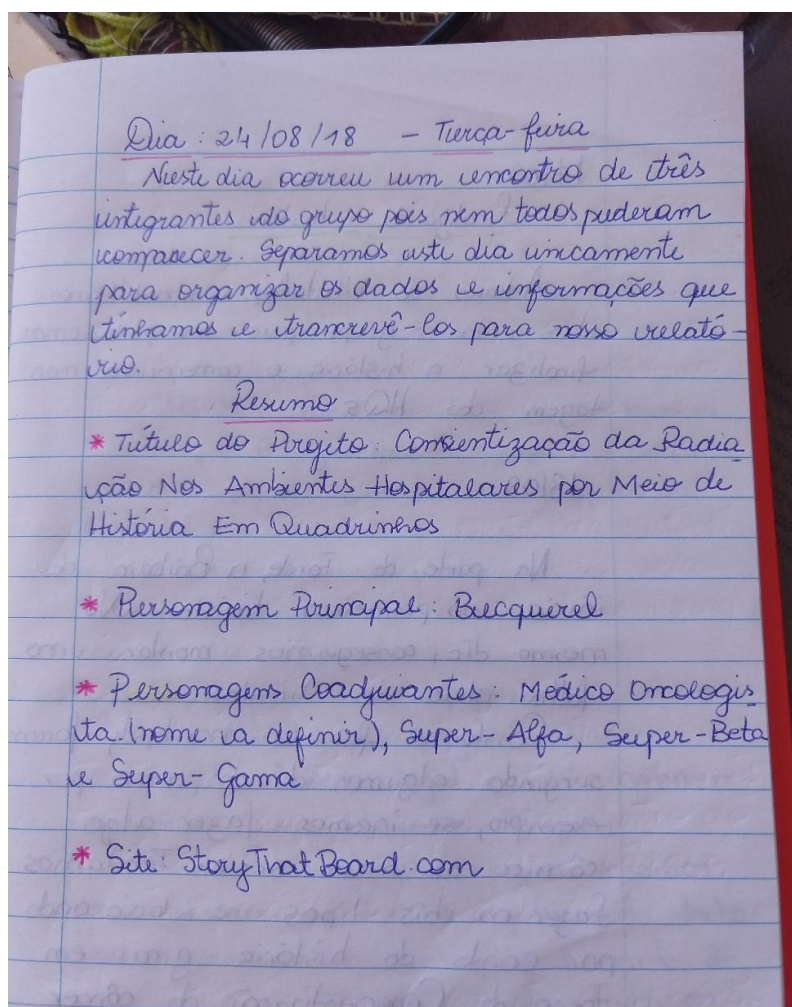 Dia: 24/08/18 - Terça-feira
Neste dia ocorreu um encontro de três
integrantes do grupo pois nem todos puderam
comparecer. Separamos este dia unicamente
para organizar os dados e informações que
tínhamos e trancrevê-los para nosso relató-
rio.
Resumo
* Título do Projeto: Consientização da Radia
ção Nos Ambientes Hospitalares por Meio de
História Em Quadrinhos
* Personagem Principal: Becquerel
* Personagens Coadjuvantes: Médico Oncologis
ta (nome a definir), Super-Alfa, Super-Beta
e Super-Gama
* Site: StoryThatBoard.com